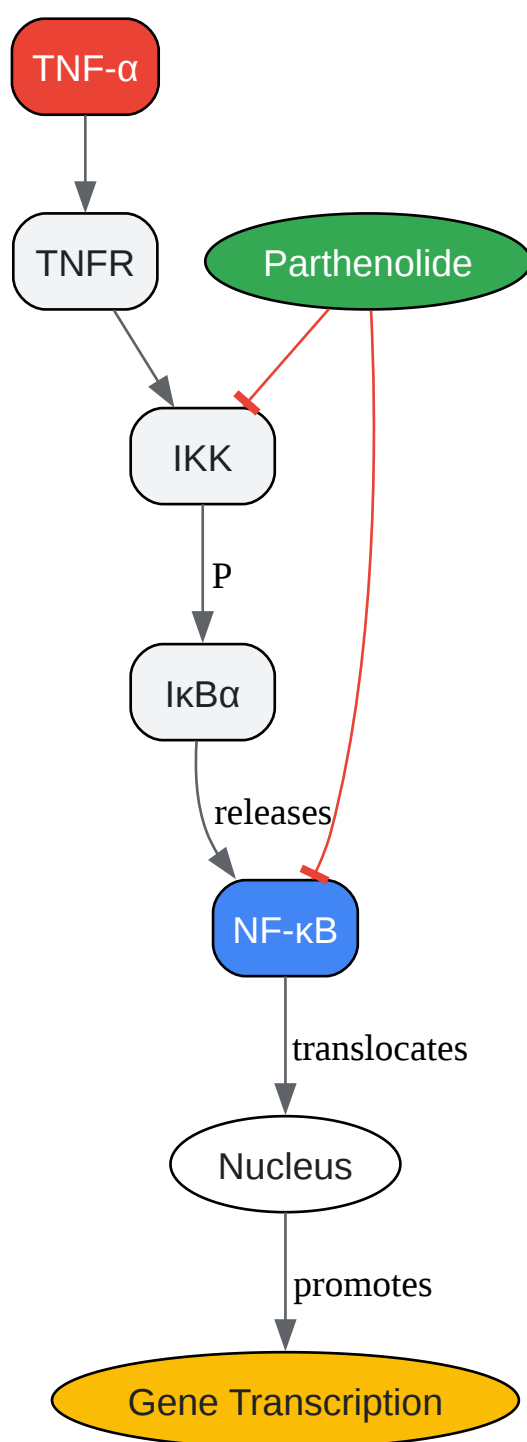 TNF-α
TNFR
Parthenolide
IKK
P
IκBα
releases
NF-κB
translocates
Nucleus
promotes
Gene Transcription